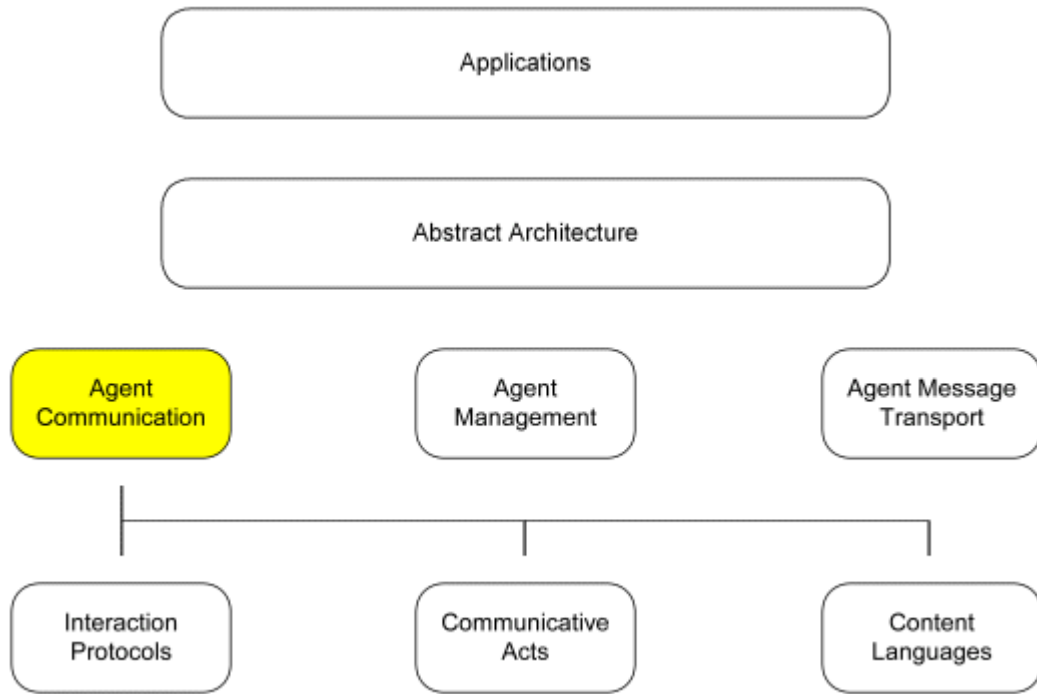 Applications
Abstract Architecture
Agent
Communication
Agent
Management
Agent Message
Transport
Interaction
Protocols
Communicative
Acts
Content
Languages